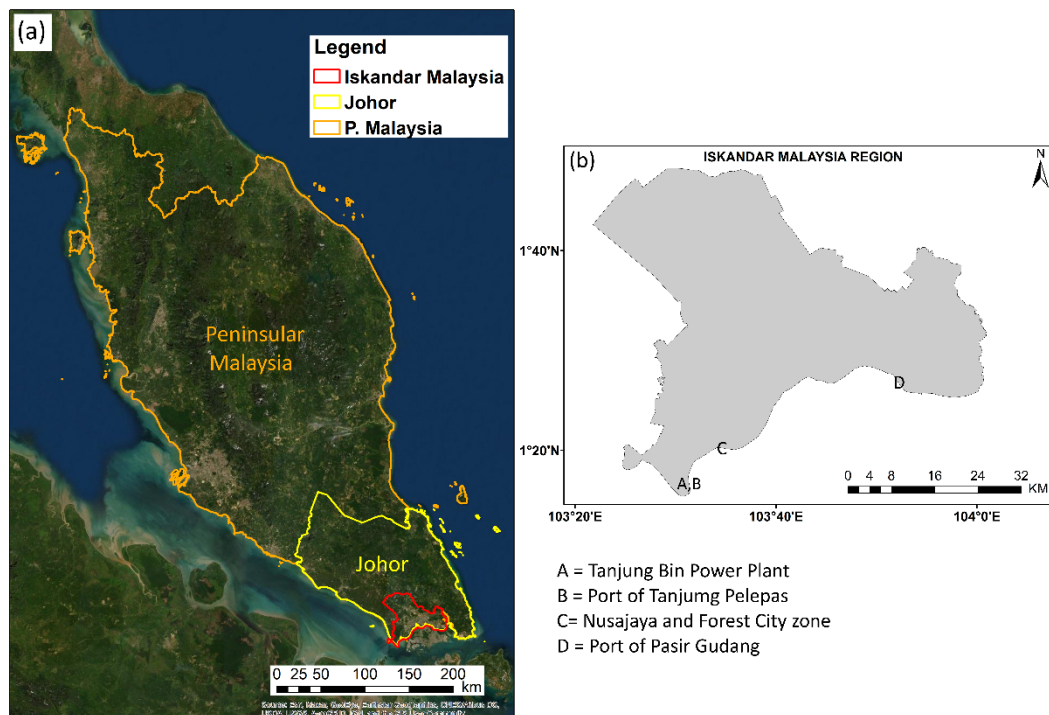 (a)
Legend
Iskandar Malaysia
Johor
P. Malaysia
Peninsular
Malaysia
Johor
0 25 50 100 150 200
km
(b)
ISKANDAR MALAYSIA REGION
N
1°40'N
1°20'N
D
C
A,B
0 4 8 16 24 32
KM
103°20'E 103°40'E 104°0'E
A = Tanjung Bin Power Plant
B = Port of Tanjumg Pelepas
C= Nusajaya and Forest City zone
D = Port of Pasir Gudang